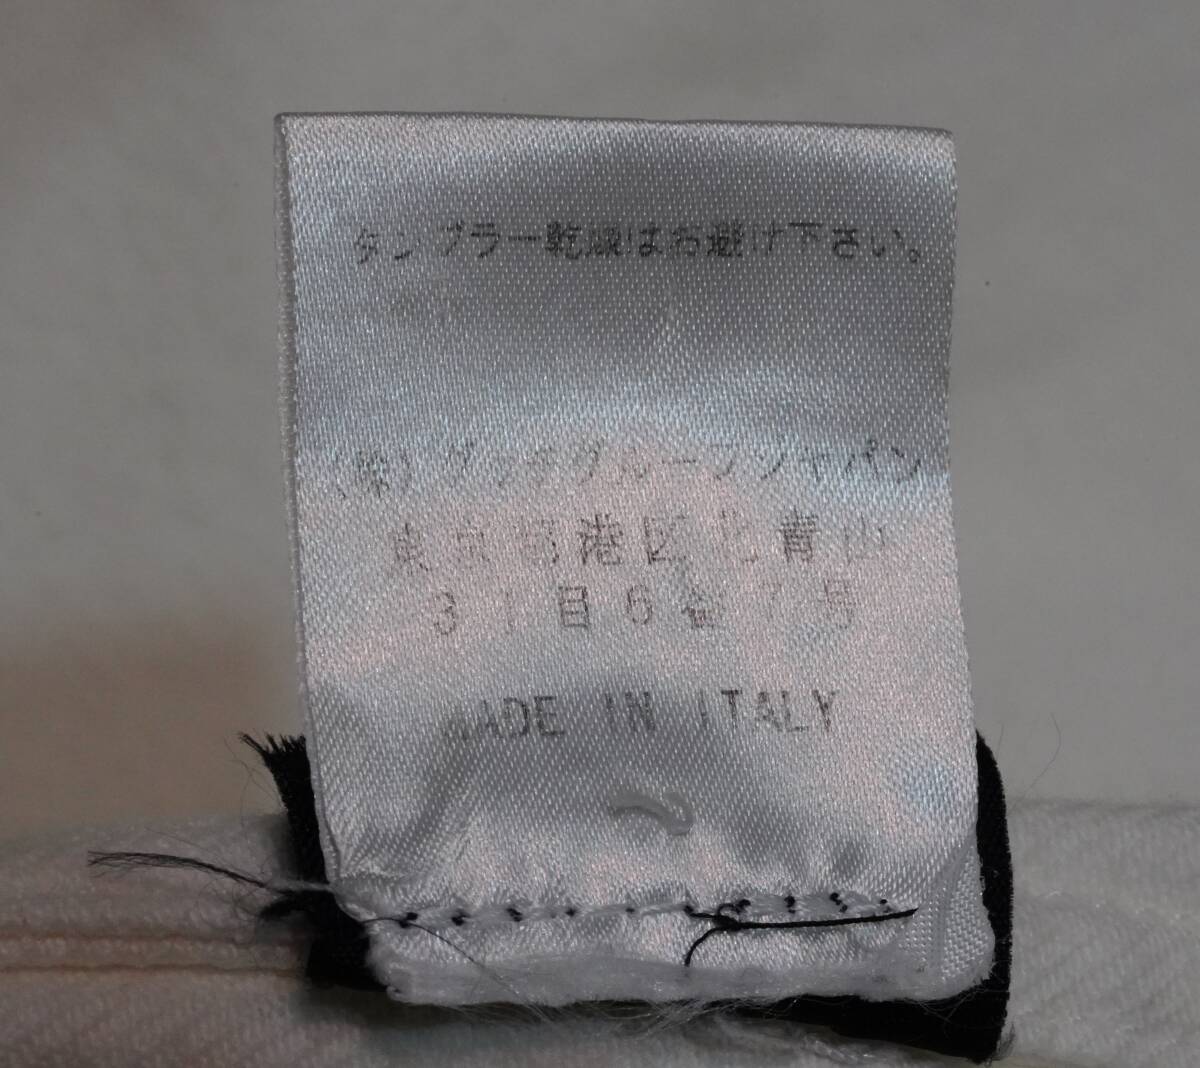 タンブラー乾燥はお避け下さい。
(株)グッチグループジャパン
東京都港区北青山
3丁目6番7号
MADE IN ITALY